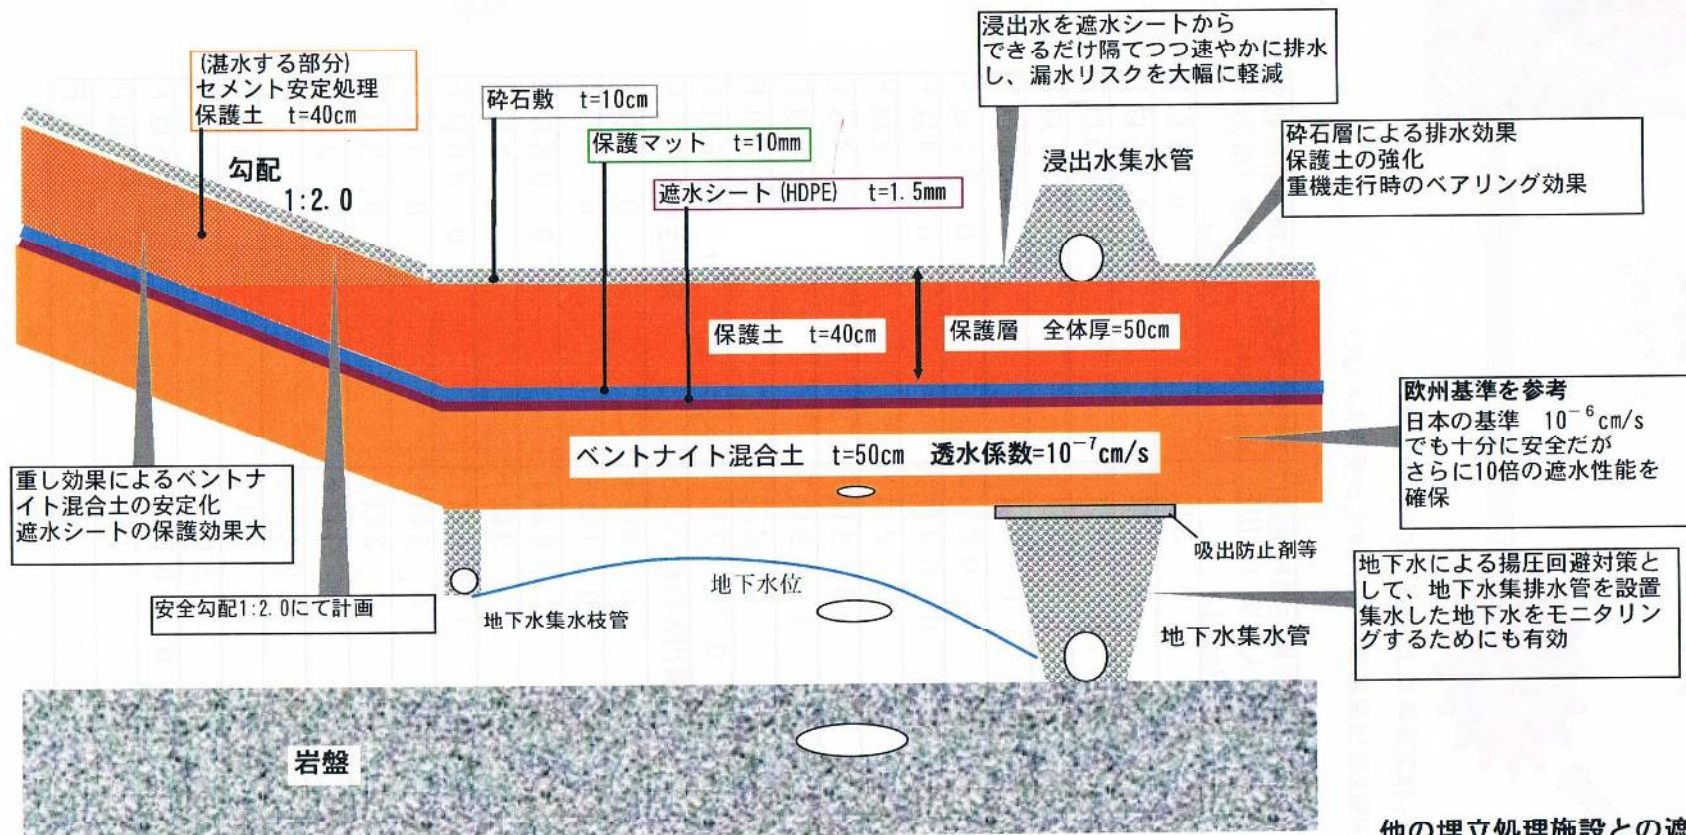 浸出水を遮水シートから
できるだけ隔てつつ速やかに排水
し、漏水リスクを大幅に軽減
(湛水する部分)
セメント安定処理
保護土 t=40cm
砕石敷 t=10cm
保護マット t=10mm
遮水シート(HDPE) t=1.5mm
勾配
1:2.0
浸出水集水管
砕石層による排水効果
保護土の強化
重機走行時のベアリング効果
保護土 t=40cm
保護層 全体厚=50cm
欧州基準を参考
日本の基準 10⁻⁶cm/s
でも十分に安全だが
さらに10倍の遮水性能を
確保
ベントナイト混合土 t=50cm 透水係数=10⁻⁷cm/s
重し効果によるベントナ
イト混合土の安定化
遮水シートの保護効果大
吸出防止剤等
地下水位
地下水集水枝管
安全勾配1:2.0にて計画
地下水集水管
地下水による揚圧回避対策と
して、地下水集排水管を設置
集水した地下水をモニタリン
グするためにも有効
岩盤
他の埋立処理施設との遮